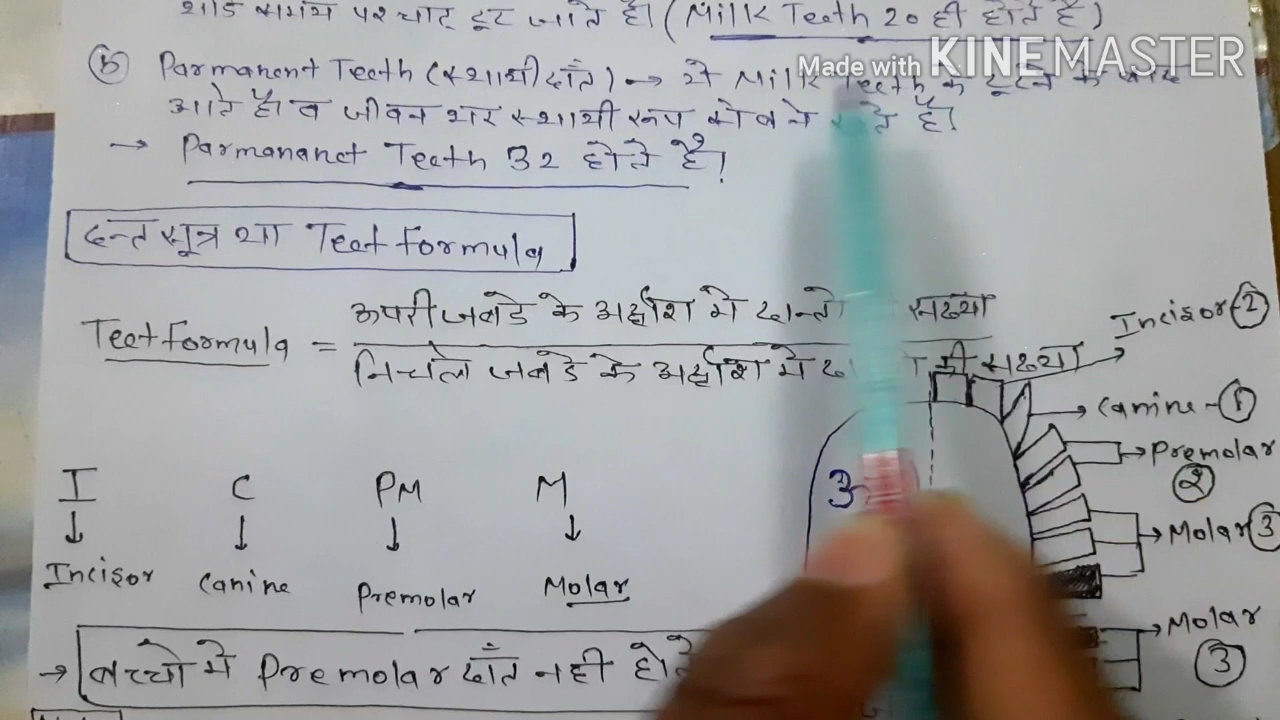 पश्चात् टूट जाते है। (Milk Teeth 20 ही होते है)
Made with KINEMASTER
(b) Parmanent Teeth (स्थायी दाँत) → ये Milk Teeth के टूटने के बाद
आते है। व जीवन भर स्थायी रूप से बने रहते है।
→ Parmananct Teeth 32 होते है।
दन्त सूत्र या Teet formula
Teet formula = ऊपरी जबडे के अर्द्धांश मे दान्तो संख्या
निचले जबडे के अर्द्धांश मे की संख्या
Incisor (2)
Canine - (1)
Premolar (2)
Molar (3)
I C PM M
↓ ↓ ↓ ↓
Incisor Canine Premolar Molar
Molar (3)
→ बच्चो मे Premolar दाँत नही होते